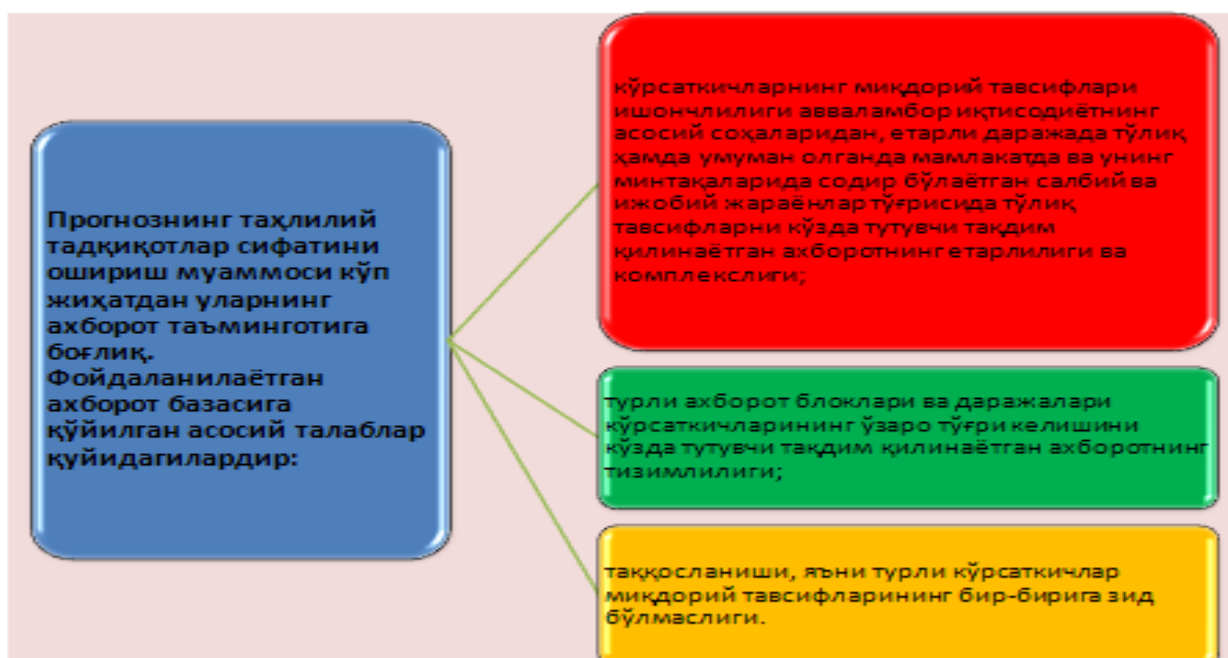 Прогнознинг таҳлилий
тадқиқотлар сифатини
ошириш муаммоси кўп
жиҳатдан уларнинг
ахборот таъминготига
боғлиқ.
Фойдаланилаётган
ахборот базасига
қўйилган асосий талаблар
қуйидагилардир:
кўрсаткичларнинг миқдорий тавсифлари
ишончлилиги авваламбор иқтисодиётнинг
асосий соҳаларидан, етарли даражада тўлиқ
ҳамда умуман олганда мамлакатда ва унинг
минтақаларида содир бўлаётган салбий ва
ижобий жараёнлар тўғрисида тўлиқ
тавсифларни кўзда тутувчи тақдим
қилинаётган ахборотнинг етарлилиги ва
комплекслиги;
турли ахборот блоклари ва даражалари
кўрсаткичларининг ўзаро тўғри келишини
кўзда тутувчи тақдим қилинаётган ахборотнинг
тизимлилиги;
таққосланиши, яъни турли кўрсаткичлар
миқдорий тавсифларининг бир-бирига зид
бўлмаслиги.